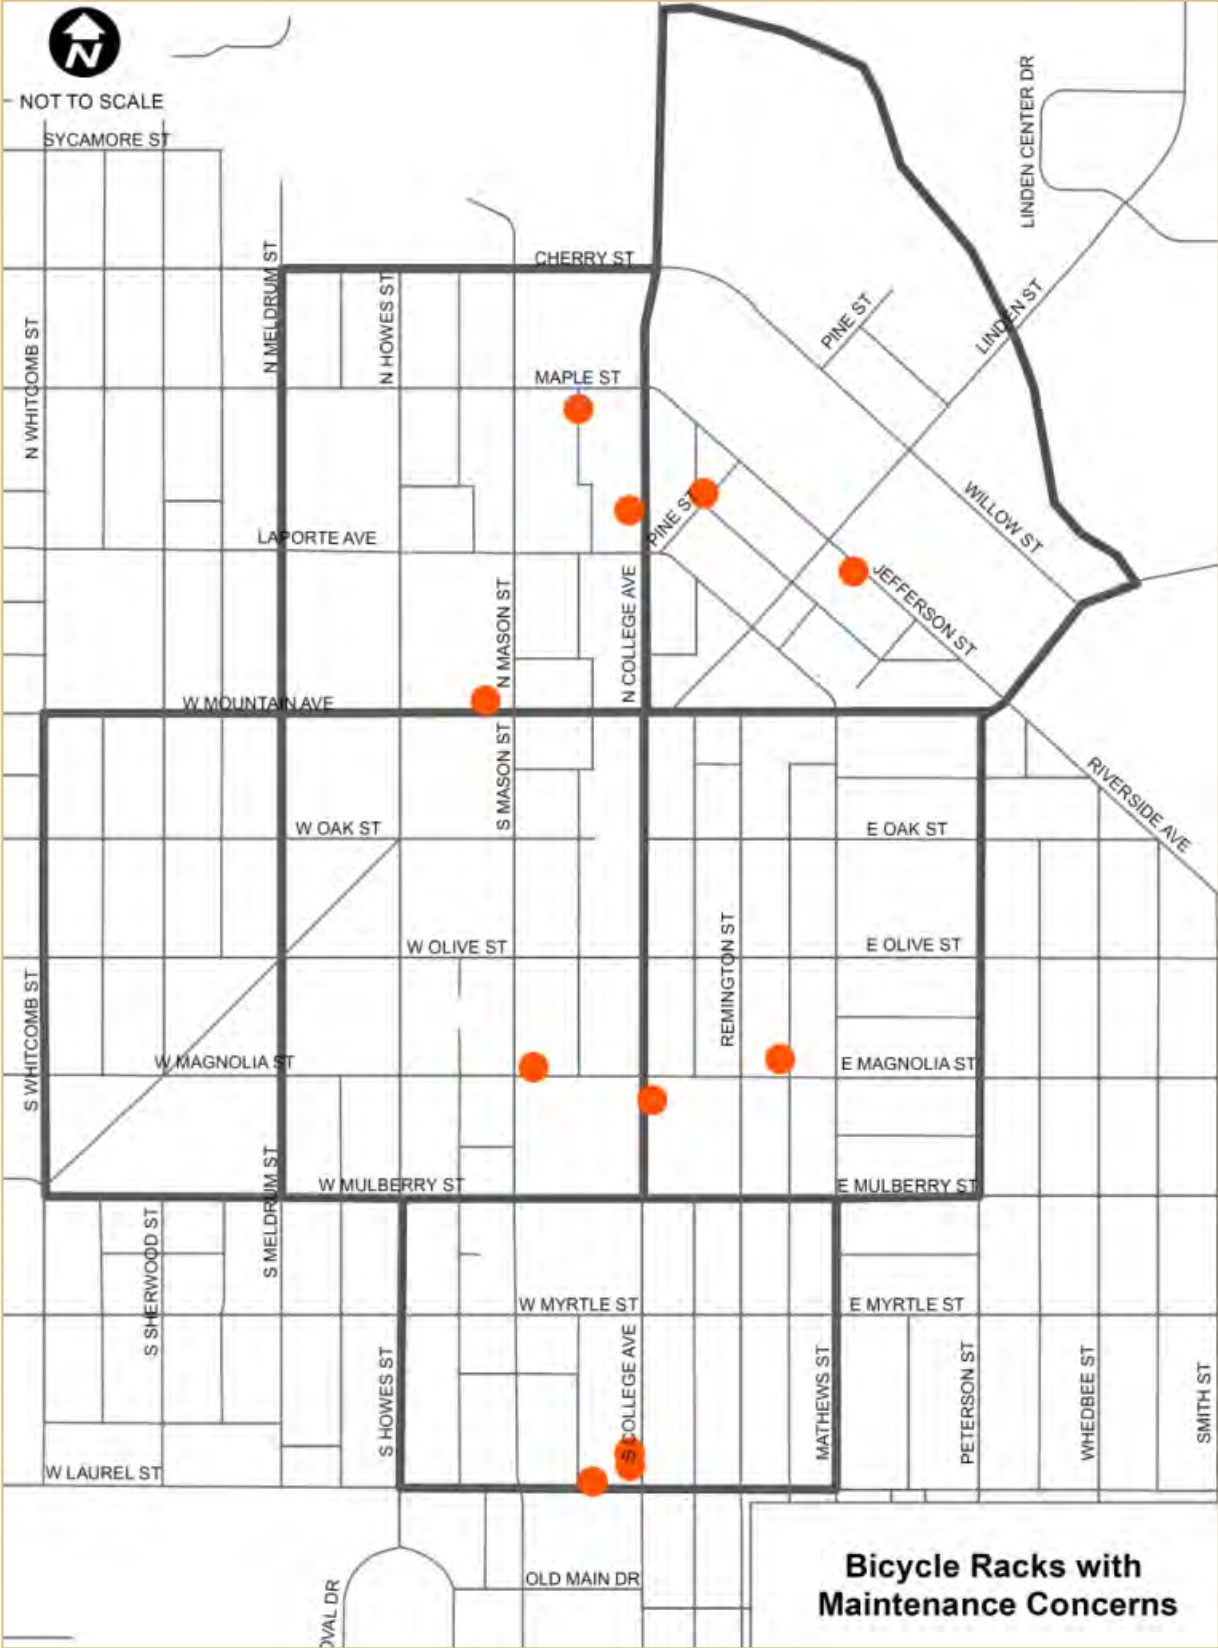 N
NOT TO SCALE
SYCAMORE ST
LINDEN CENTER DR
N MELDRUM ST
CHERRY ST
N HOWES ST
N WHITCOMB ST
PINE ST
LINDEN ST
MAPLE ST
PINE ST
WILLOW ST
LAPORTE AVE
N MASON ST
N COLLEGE AVE
JEFFERSON ST
W MOUNTAIN AVE
S MASON ST
RIVERSIDE AVE
W OAK ST
E OAK ST
W OLIVE ST
REMINGTON ST
E OLIVE ST
S WHITCOMB ST
W MAGNOLIA ST
E MAGNOLIA ST
S MELDRUM ST
W MULBERRY ST
E MULBERRY ST
S SHERWOOD ST
W MYRTLE ST
E MYRTLE ST
S HOWES ST
S COLLEGE AVE
MATHEWS ST
PETERSON ST
WHEDBEE ST
SMITH ST
W LAUREL ST
OLD MAIN DR
OVAL DR
Bicycle Racks with
Maintenance Concerns